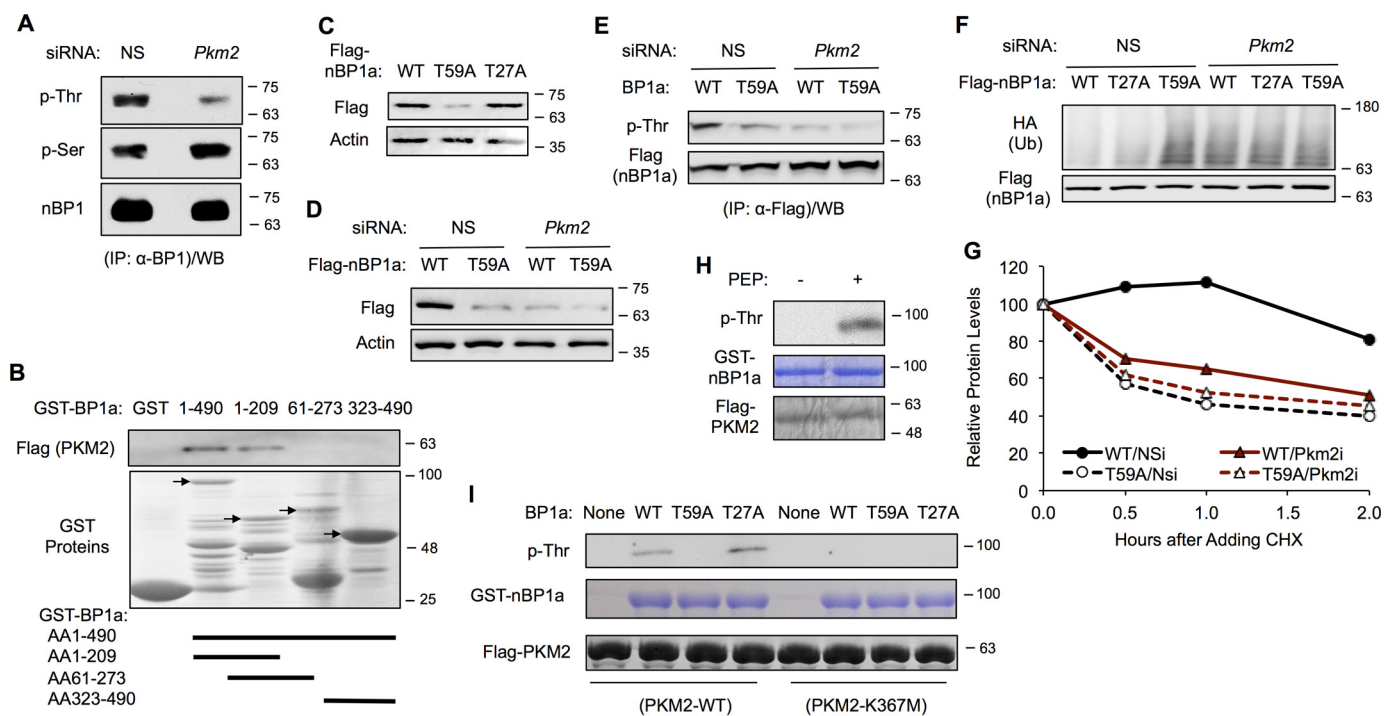 A
siRNA: NS Pkm2
p-Thr
75
63
p-Ser
75
63
nBP1
75
63
(IP: α-BP1)/WB
B
GST-BP1a: GST 1-490 1-209 61-273 323-490
Flag (PKM2)
63
GST
Proteins
100
48
25
GST-BP1a:
AA1-490
AA1-209
AA61-273
AA323-490
C
Flag-
nBP1a: WT T59A T27A
Flag
75
63
Actin
35
D
siRNA: NS Pkm2
Flag-nBP1a: WT T59A WT T59A
Flag
75
63
Actin
35
E
siRNA: NS Pkm2
BP1a: WT T59A WT T59A
p-Thr
75
63
Flag
(nBP1a)
63
(IP: α-Flag)/WB
F
siRNA: NS Pkm2
Flag-nBP1a: WT T27A T59A WT T27A T59A
HA
(Ub)
180
63
Flag
(nBP1a)
63
G
Relative Protein Levels
120
100
80
60
40
20
0
WT/NSi WT/Pkm2i
T59A/Nsi T59A/Pkm2i
0.0 0.5 1.0 2.0
Hours after Adding CHX
H
PEP: - +
p-Thr
100
GST-
nBP1a
100
Flag-
PKM2
63
48
I
BP1a: None WT T59A T27A None WT T59A T27A
p-Thr
100
GST-nBP1a
100
Flag-PKM2
63
(PKM2-WT) (PKM2-K367M)